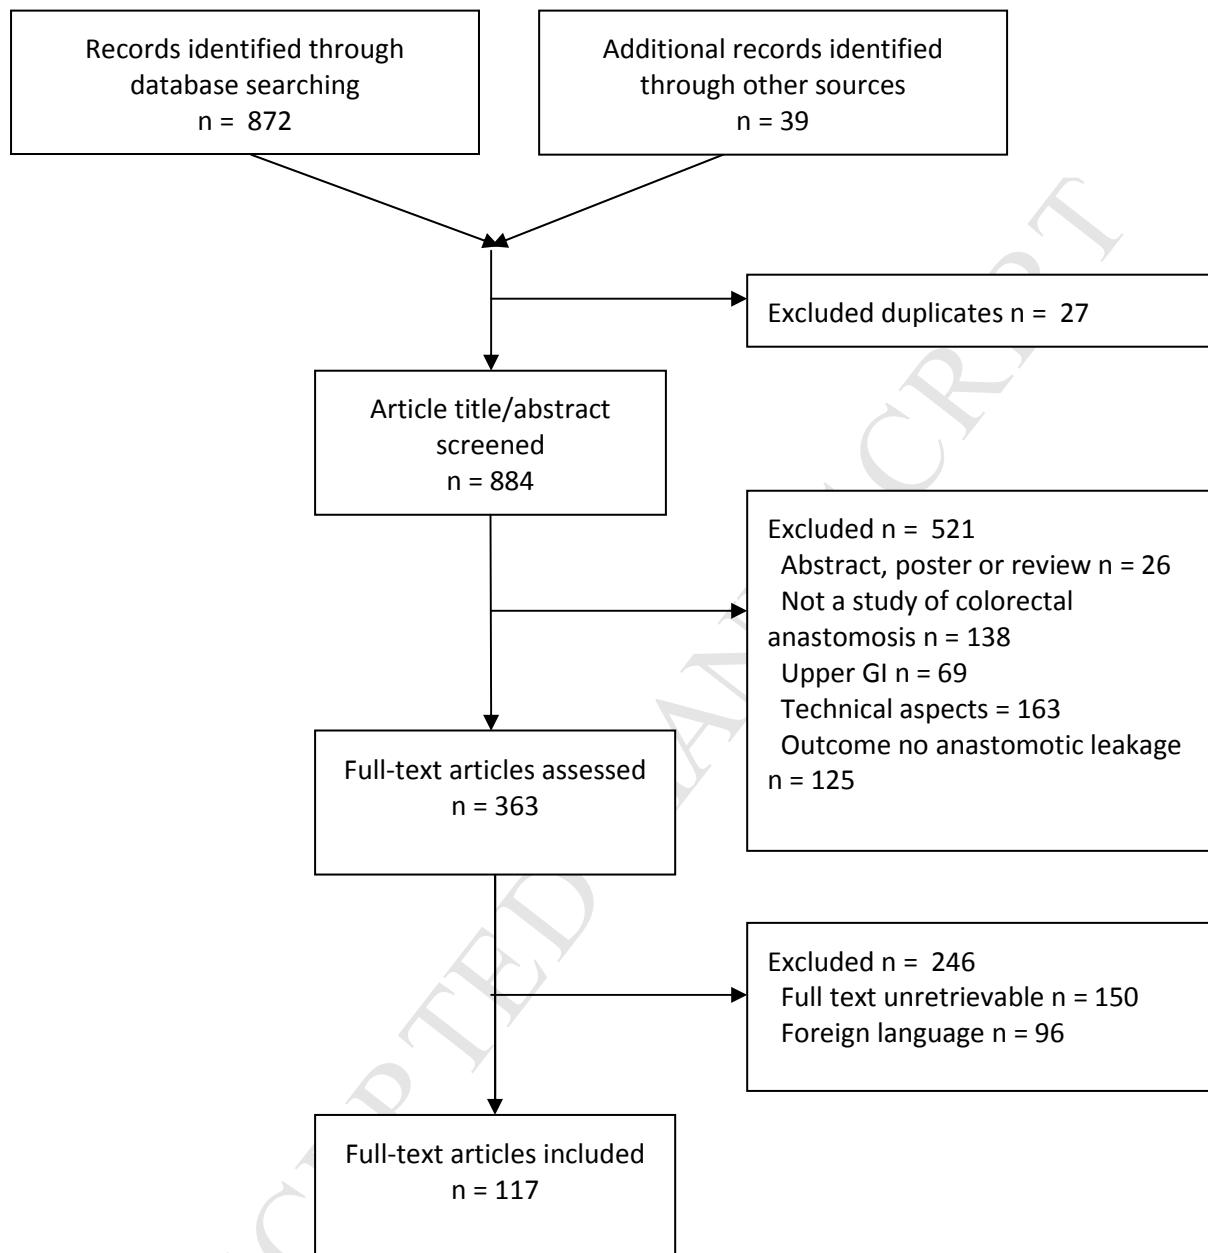 Records identified through
database searching
n =  872
Additional records identified
through other sources
n = 39
Excluded duplicates n =  27
Article title/abstract
screened
n = 884
Excluded n =  521
Abstract, poster or review n = 26
Not a study of colorectal
anastomosis n = 138
Upper GI n = 69
Technical aspects = 163
Outcome no anastomotic leakage
n = 125
Full-text articles assessed
n = 363
Excluded n =  246
Full text unretrievable n = 150
Foreign language n = 96
Full-text articles included
n = 117